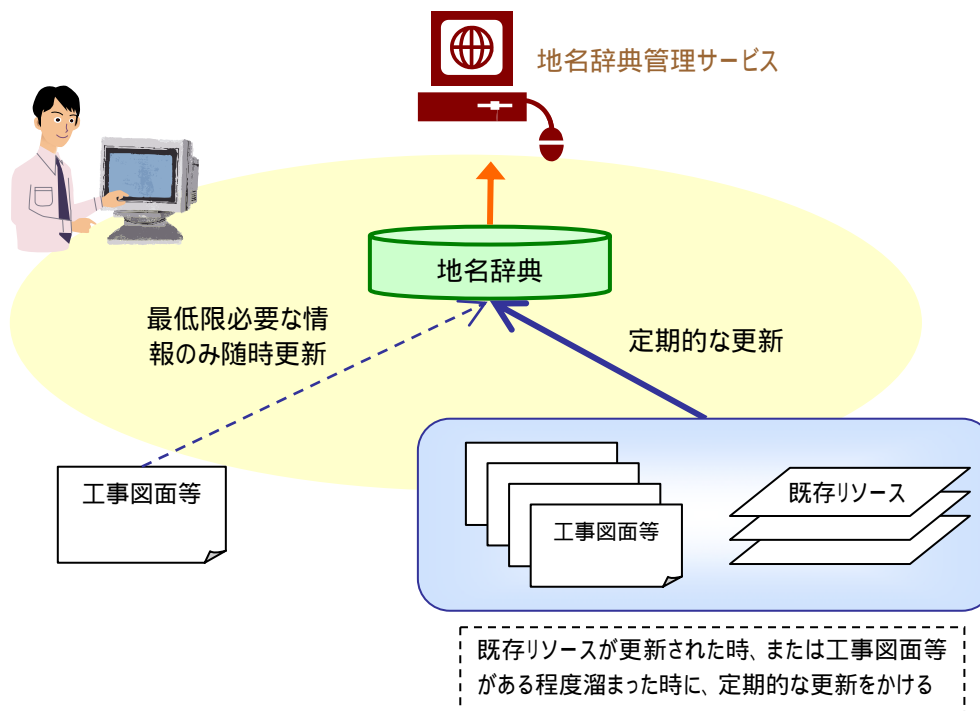 地名辞典管理サービス
地名辞典
最低限必要な情
報のみ随時更新
定期的な更新
工事図面等
既存リソース
工事図面等
既存リソースが更新された時、または工事図面等
がある程度溜まった時に、定期的な更新をかける